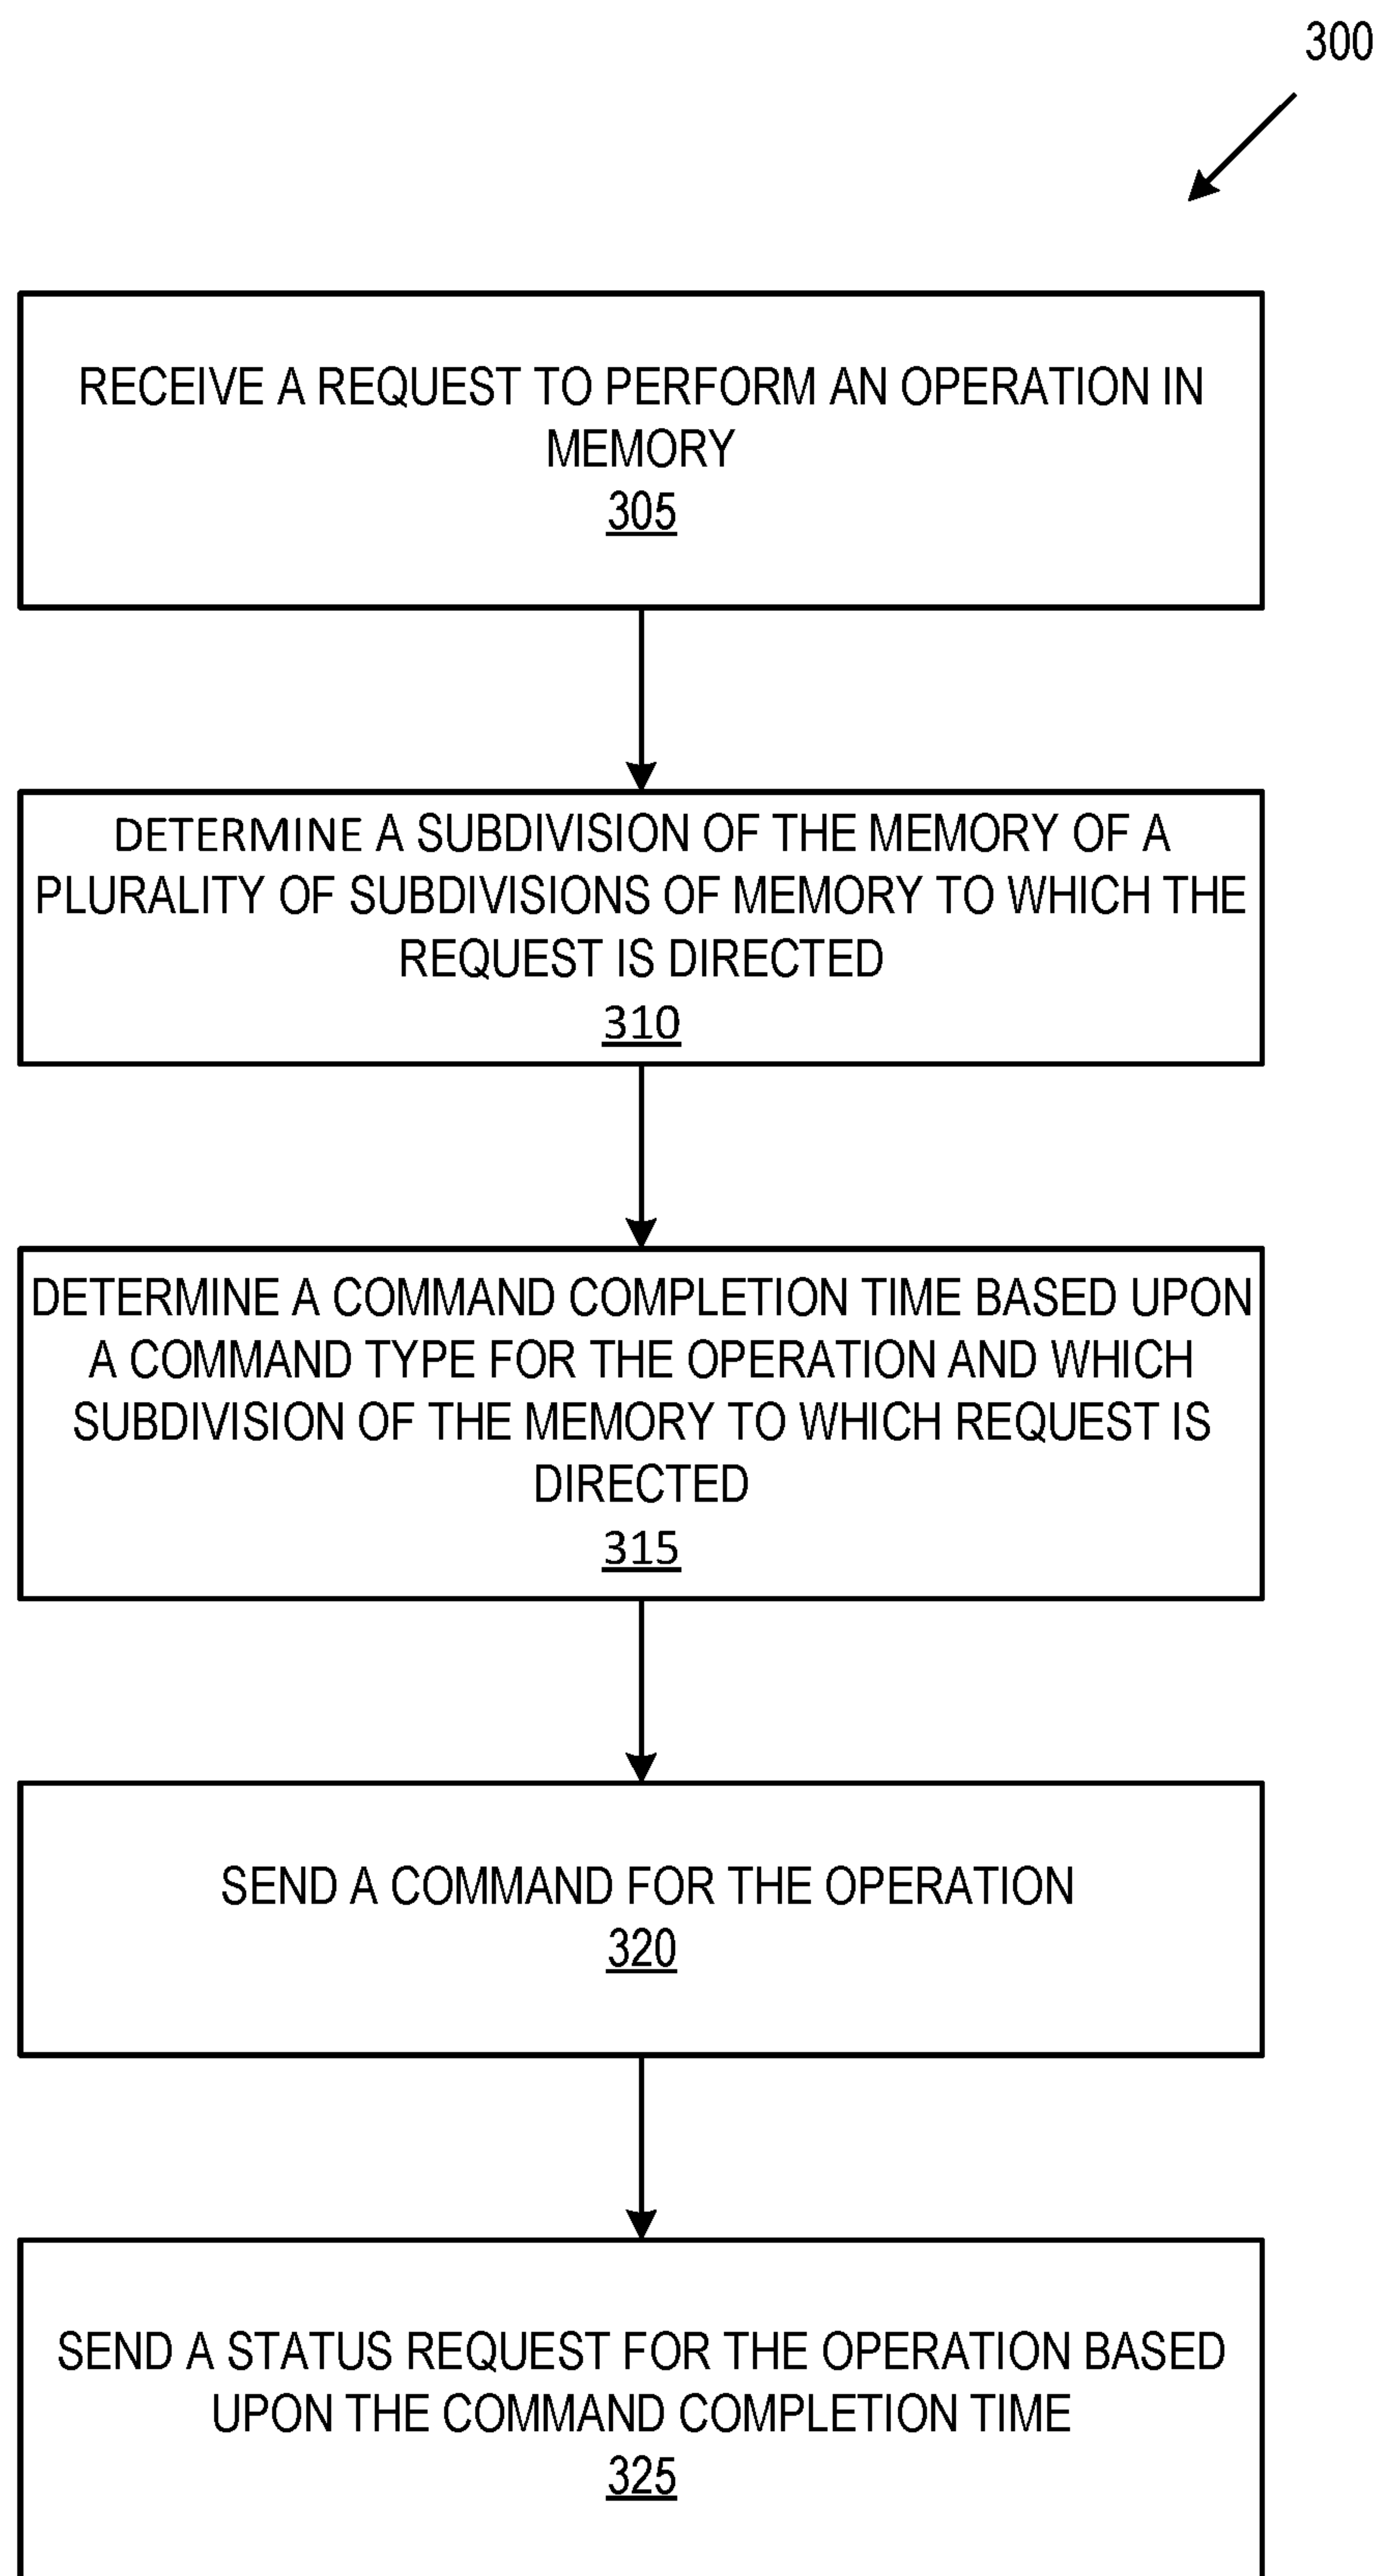 300
RECEIVE A REQUEST TO PERFORM AN OPERATION IN
MEMORY
305
DETERMINE A SUBDIVISION OF THE MEMORY OF A
PLURALITY OF SUBDIVISIONS OF MEMORY TO WHICH THE
REQUEST IS DIRECTED
310
DETERMINE A COMMAND COMPLETION TIME BASED UPON
A COMMAND TYPE FOR THE OPERATION AND WHICH
SUBDIVISION OF THE MEMORY TO WHICH REQUEST IS
DIRECTED
315
SEND A COMMAND FOR THE OPERATION
320
SEND A STATUS REQUEST FOR THE OPERATION BASED
UPON THE COMMAND COMPLETION TIME
325